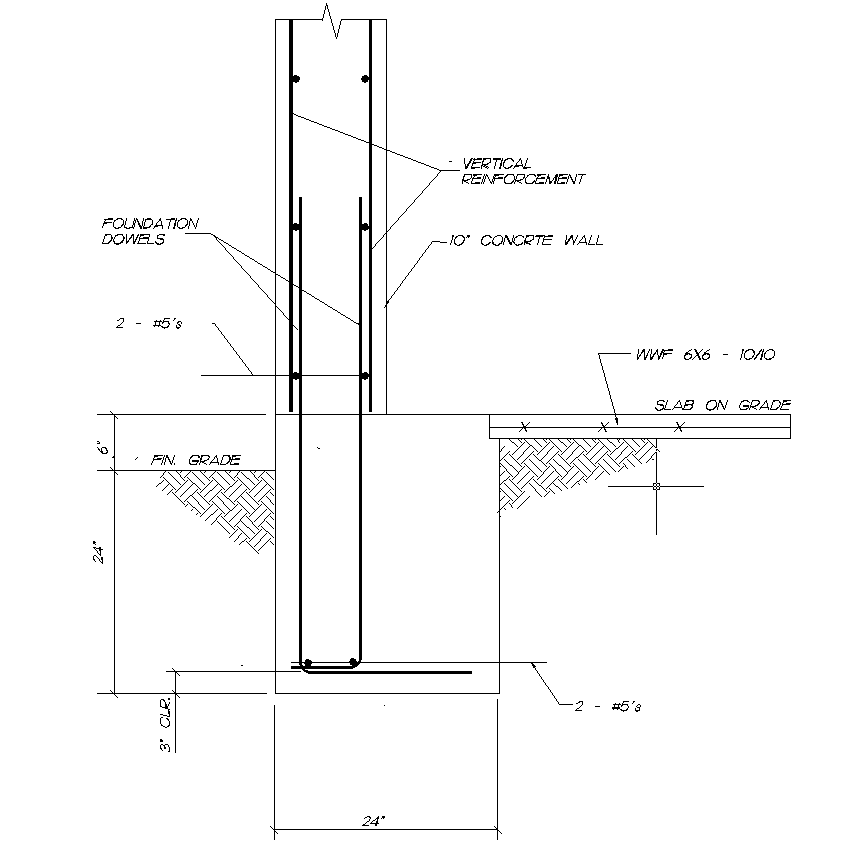 VERTICAL
REINFORCEMENT
FOUNDATION
DOWELS
10" CONCRTE WALL
2 - #5's
WWF 6X6 - 10/10
SLAB ON GRADE
6"
FIN. GRADE
24"
3" CLR.
2 - #5's
24"
X X X